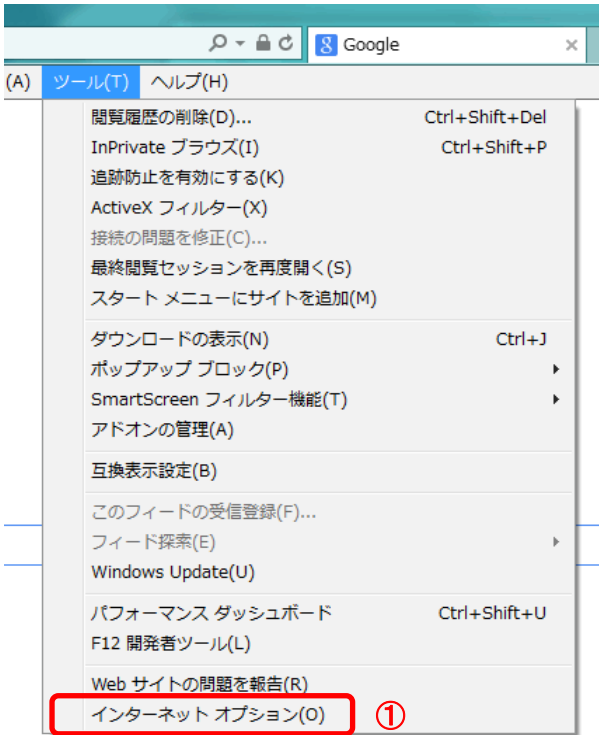 Google
(A) ツール(T) ヘルプ(H)
閲覧履歴の削除(D)... Ctrl+Shift+Del
InPrivate ブラウズ(I) Ctrl+Shift+P
追跡防止を有効にする(K)
ActiveX フィルター(X)
接続の問題を修正(C)...
最終閲覧セッションを再度開く(S)
スタート メニューにサイトを追加(M)
ダウンロードの表示(N) Ctrl+J
ポップアップ ブロック(P)
SmartScreen フィルター機能(T)
アドオンの管理(A)
互換表示設定(B)
このフィードの受信登録(F)...
フィード探索(E)
Windows Update(U)
パフォーマンス ダッシュボード Ctrl+Shift+U
F12 開発者ツール(L)
Web サイトの問題を報告(R)
インターネット オプション(O) ①